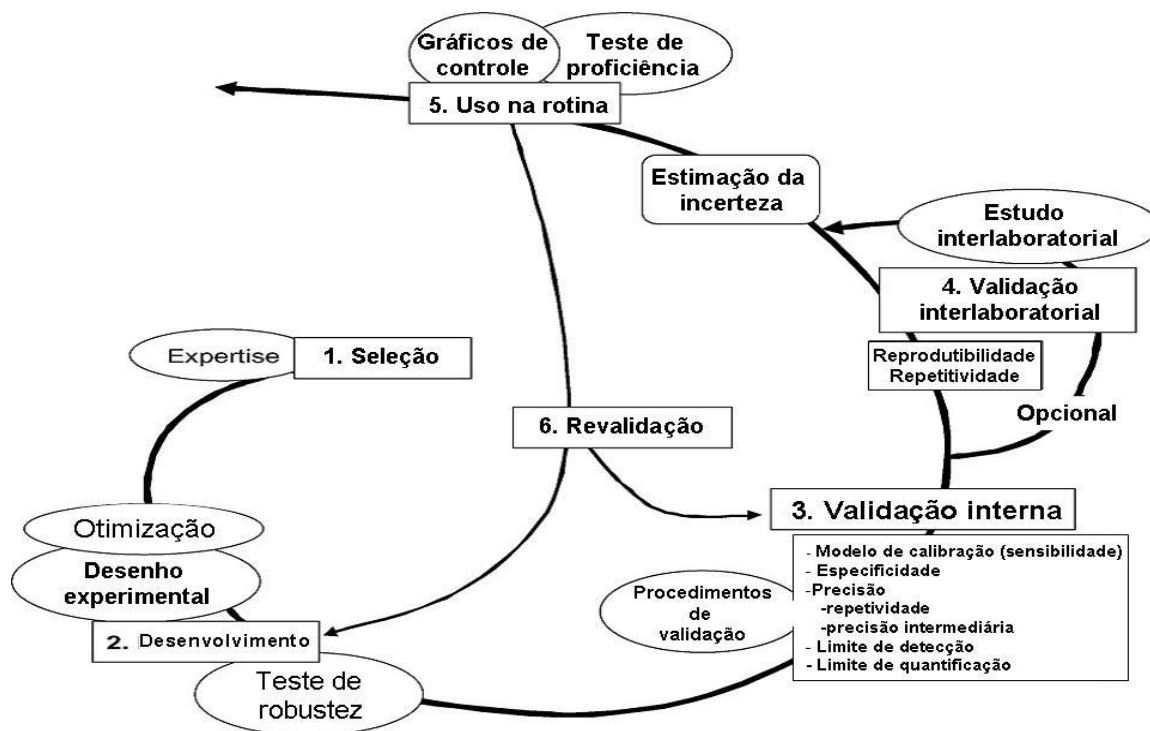 Gráficos de
controle
Teste de
proficiência
5. Uso na rotina
Estimação da
incerteza
Estudo
interlaboratorial
4. Validação
interlaboratorial
Expertise
1. Seleção
Reprodutibilidade
Repetitividade
Opcional
6. Revalidação
3. Validação interna
Otimização
Desenho
experimental
2. Desenvolvimento
Teste de
robustez
Procedimentos
de
validação
- Modelo de calibração (sensibilidade)
- Especificidade
-Precisão
-repetividade
-precisão intermediária
- Limite de detecção
- Limite de quantificação